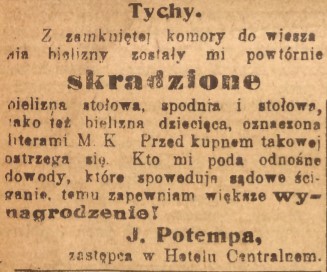 Tychy.
Z zamkniętej komory do wiesza
nia bielizny zostały mi powtórnie
skradzione
bielizna stołowa, spodnia i stołowa,
jako też bielizna dziecięca, oznaczona
literami M. K Przed kupnem takowej
ostrzega się. Kto mi poda odnośne
dowody, które spowodują sądowe ści-
ganie, temu zapewniam większe wy-
nagrodzenie!
J. Potempa,
zastępca w Hotelu Centralnem.